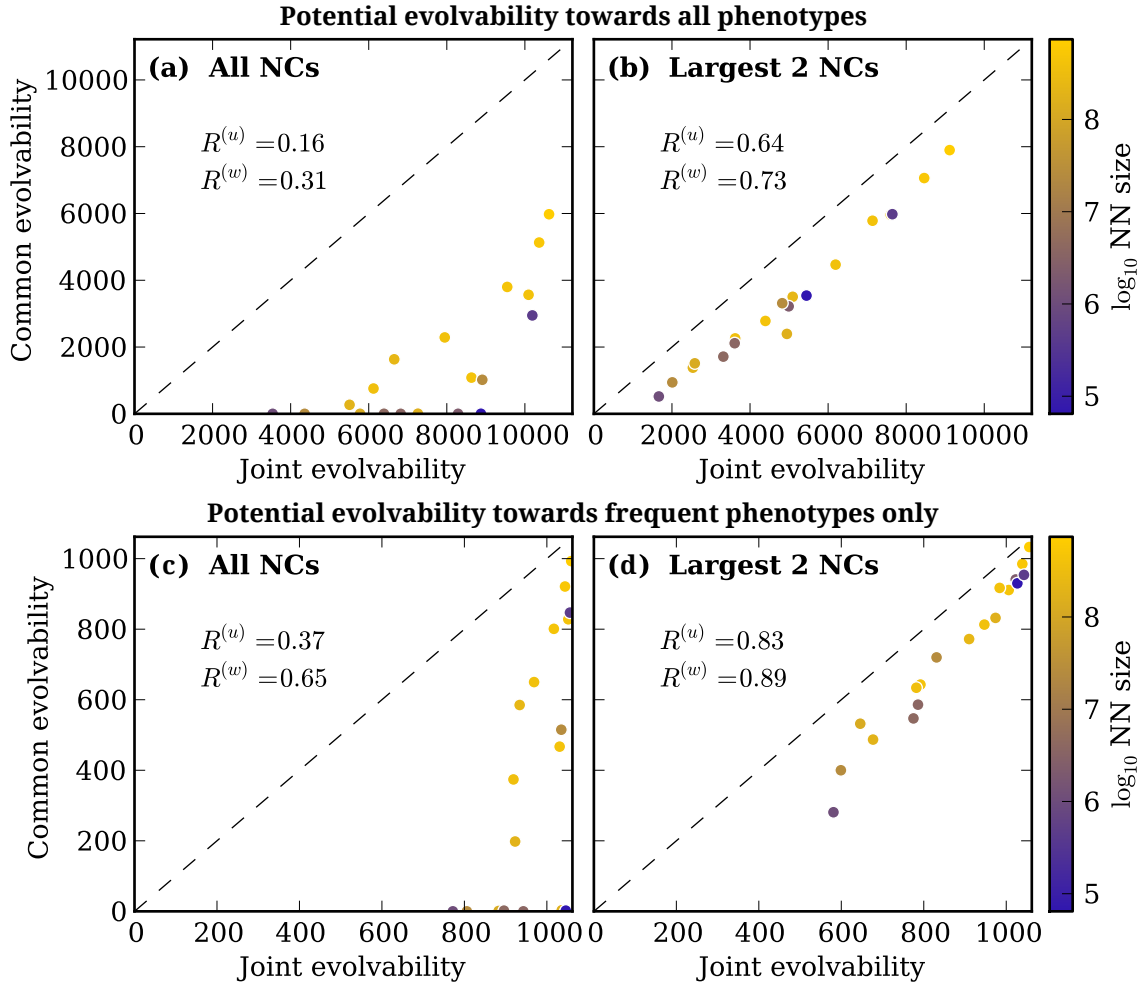 Potential evolvability towards all phenotypes
(a) All NCs
R^(u) =0.16
R^(w) =0.31
Common evolvability
10000
8000
6000
4000
2000
0
0 2000 4000 6000 8000 10000
Joint evolvability
(b) Largest 2 NCs
R^(u) =0.64
R^(w) =0.73
0 2000 4000 6000 8000 10000
Joint evolvability
8
7
6
5
log₁₀ NN size
Potential evolvability towards frequent phenotypes only
(c) All NCs
R^(u) =0.37
R^(w) =0.65
Common evolvability
1000
800
600
400
200
0
0 200 400 600 800 1000
Joint evolvability
(d) Largest 2 NCs
R^(u) =0.83
R^(w) =0.89
0 200 400 600 800 1000
Joint evolvability
8
7
6
5
log₁₀ NN size